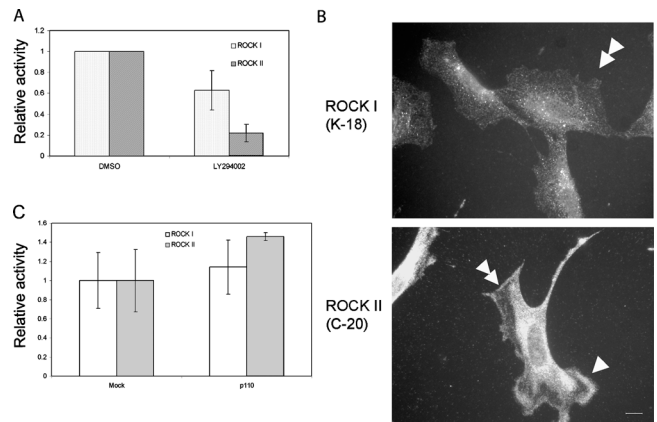 A
Relative activity
1.2
1
0.8
0.6
0.4
0.2
0
ROCK I
ROCK II
DMSO
LY294002
B
ROCK I
(K-18)
C
Relative activity
1.6
1.4
1.2
1
0.8
0.6
0.4
0.2
0
ROCK I
ROCK II
Mock
p110
ROCK II
(C-20)